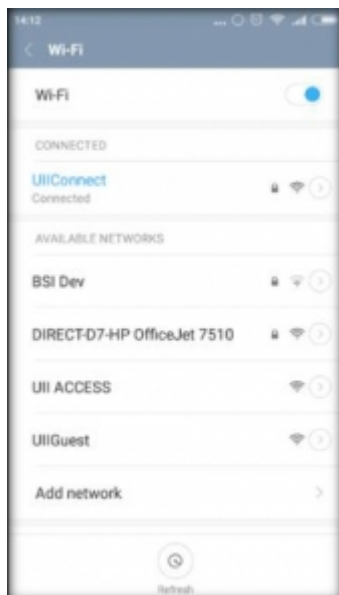 14:12
Wi-Fi
Wi-Fi
CONNECTED
UIIConnect
Connected
AVAILABLE NETWORKS
BSI Dev
DIRECT-D7-HP OfficeJet 7510
UII ACCESS
UIIGuest
Add network
Refresh